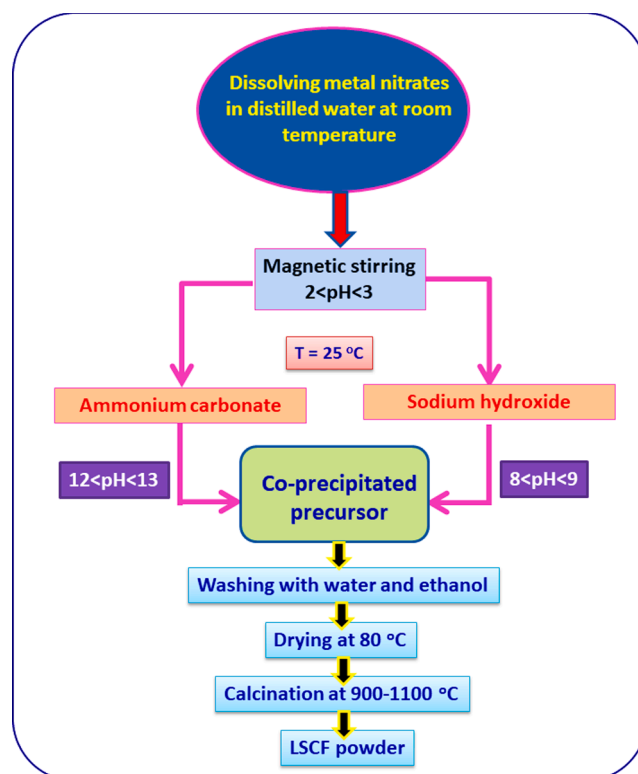 Dissolving metal nitrates
in distilled water at room
temperature
Magnetic stirring
2<pH<3
T = 25 ºC
Ammonium carbonate
Sodium hydroxide
12<pH<13
8<pH<9
Co-precipitated
precursor
Washing with water and ethanol
Drying at 80 ºC
Calcination at 900-1100 ºC
LSCF powder